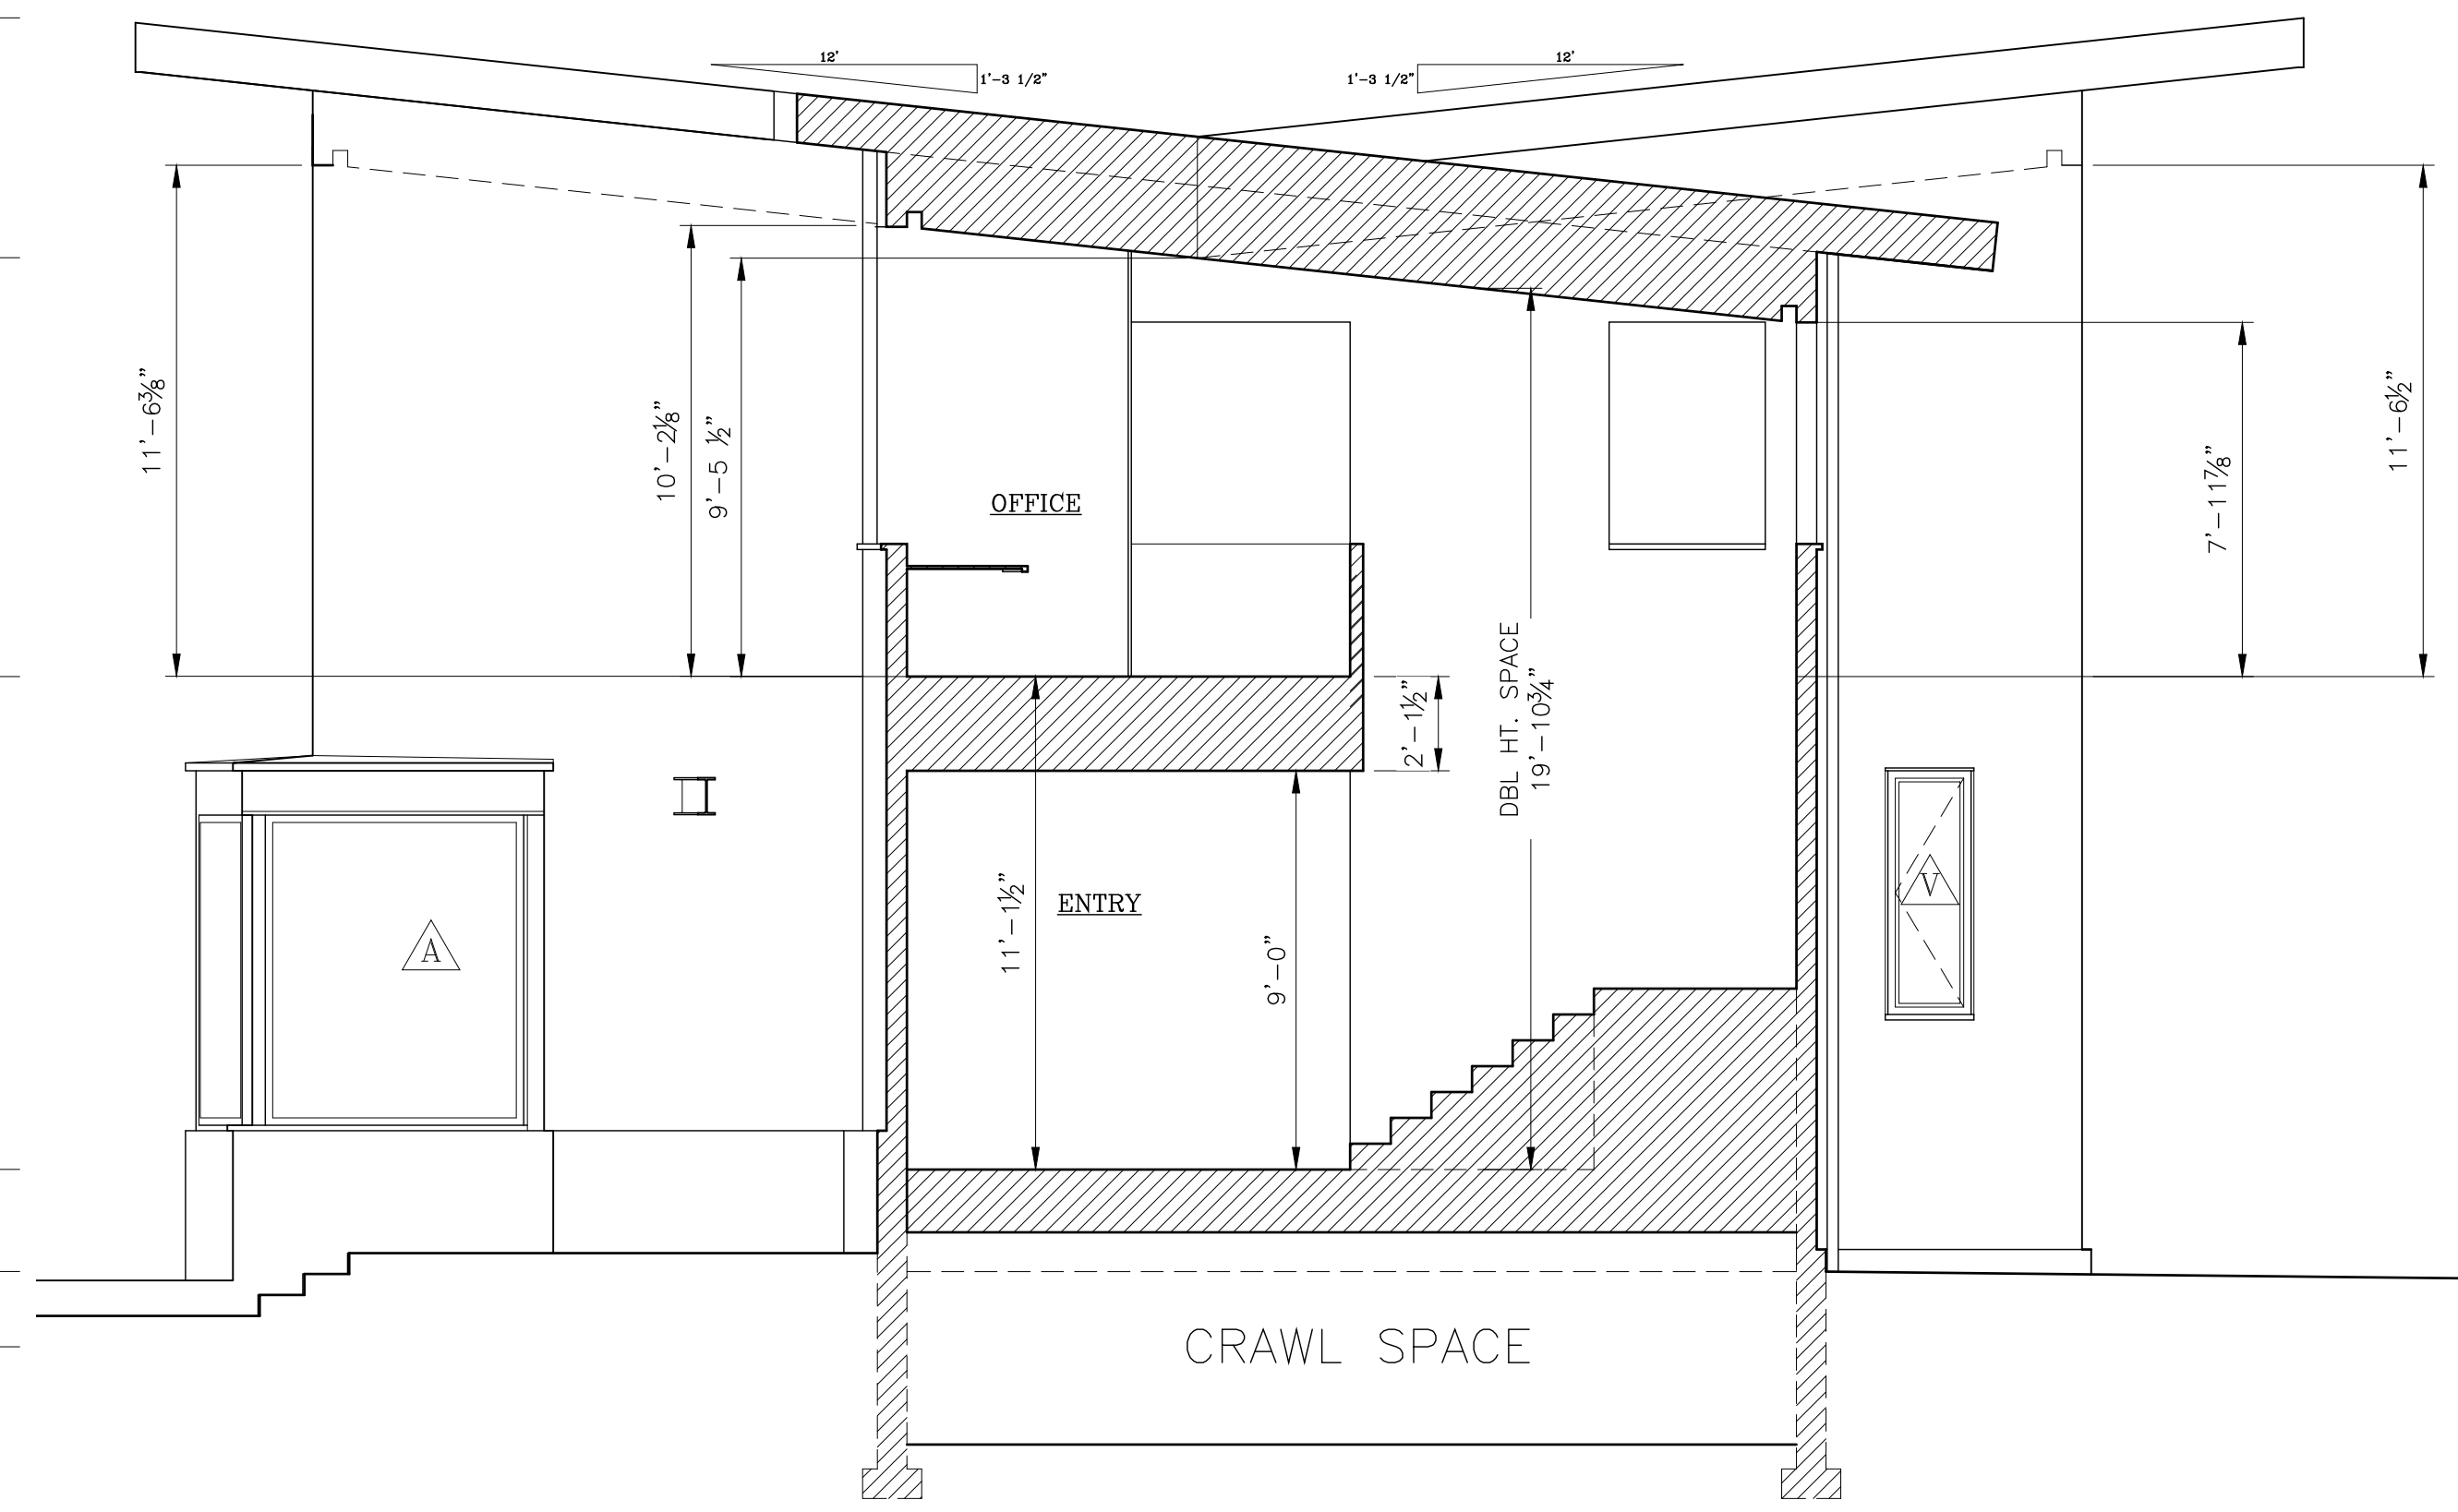 12'
1'-3 1/2"
12'
1'-3 1/2"
11'-6⅜"
10'-2⅛"
9'-5 ½"
OFFICE
7'-11⅞"
11'-6½"
2'-1½"
DBL HT. SPACE
19'-10¾"
11'-1½"
ENTRY
9'-0"
A
V
CRAWL SPACE